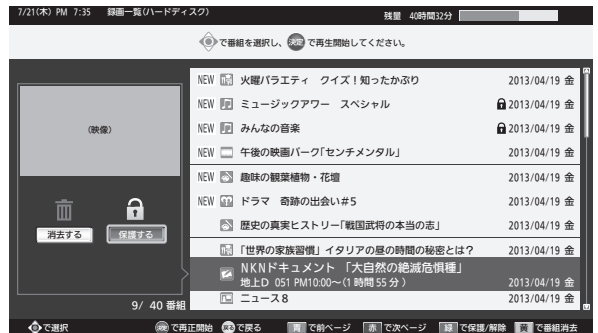 7/21(木) PM 7:35 録画一覧(ハードディスク) 残量 40時間32分
で番組を選択し、決定 で再生開始してください。
NEW 火曜バラエティ クイズ!知ったかぶり 2013/04/19 金
NEW ミュージックアワー スペシャル 2013/04/19 金
(映像)
NEW みんなの音楽 2013/04/19 金
NEW 午後の映画パーク「センチメンタル」 2013/04/19 金
NEW 趣味の観葉植物・花壇 2013/04/19 金
NEW ドラマ 奇跡の出会い#5 2013/04/19 金
歴史の真実ヒストリー「戦国武将の本当の志」 2013/04/19 金
消去する 保護する
「世界の家族習慣」イタリアの昼の時間の秘密とは? 2013/04/19 金
NKNドキュメント 「大自然の絶滅危惧種」
地上D 051 PM10:00~(1時間55分) 2013/04/19 金
ニュース8 2013/04/19 金
9/ 40 番組
で選択 決定 で再正開始 戻る で戻る 青 で前ページ 赤 で次ページ 緑 で保護/解除 黄 で番組消去